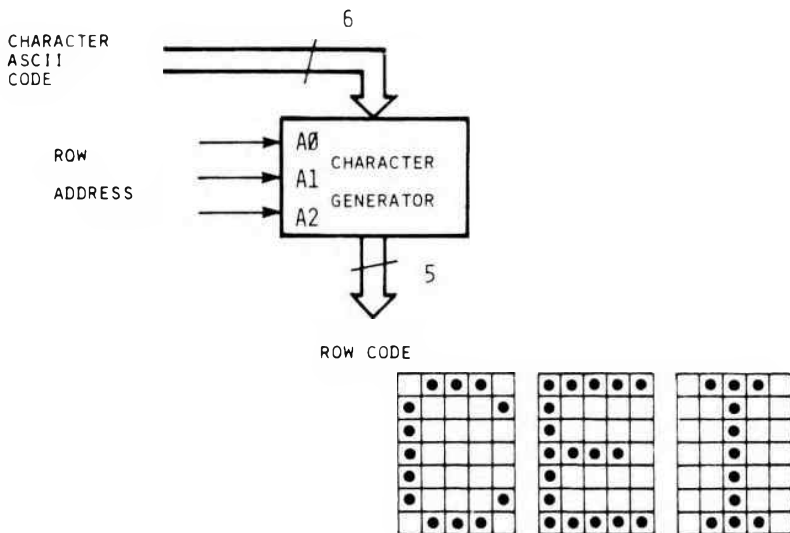 6
CHARACTER
ASCII
CODE
ROW
ADDRESS
AØ
A1
A2
CHARACTER
GENERATOR
5
ROW CODE